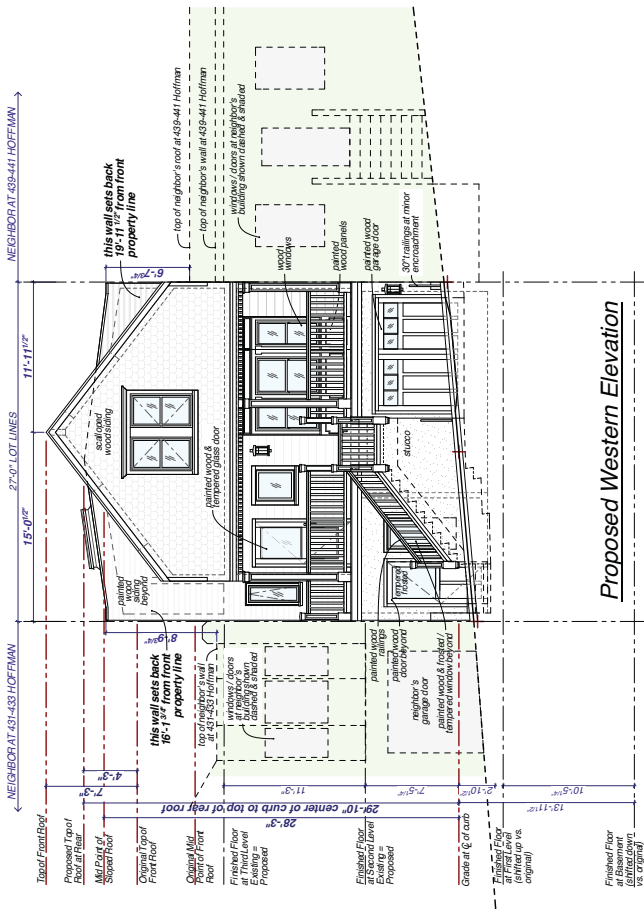 NEIGHBOR AT 431-433 HOFFMAN
27'-0" LOT LINES
NEIGHBOR AT 439-441 HOFFMAN
15'-0 1/2"
11'-11 1/2"
Top of Front Roof
Proposed Top of
Roof at Rear
Mid Point of
Sloped Roof
Original Top of
Front Roof
Original Mid
Point of Front
Roof
Finished Floor
at Third Level
Existing =
Proposed
Finished Floor
at Second Level
Existing =
Proposed
Grade at ℄ of curb
Finished Floor
at First Level
(shifted up vs.
original)
Finished Floor
at Basement
(shifted down
vs. original)
7'-3"
4'-3"
28'-3"
29'-10" center of curb to top of rear roof
11'-3"
7'-5 1/4"
2'-10 1/2"
13'-11 1/2"
10'-5 1/4"
this wall sets back
16'-1 3/4" from front
property line
8'-9 3/4"
top of neighbor's wall
at 431-433 Hoffman
windows / doors
at neighbor's
building shown
dashed & shaded
painted wood
railings
painted wood
door beyond
neighbor's
garage door
painted wood & frosted /
tempered window beyond
painted
wood
siding
beyond
scalloped
wood siding
painted wood &
tempered glass door
tempered
frosted
stucco
this wall sets back
19'-11 1/2" from front
property line
6'-7 3/4"
top of neighbor's roof at 439-441 Hoffman
top of neighbor's wall at 439-441 Hoffman
windows / doors at neighbor's
building shown dashed & shaded
wood
windows
painted
wood panels
painted wood
garage door
30" railings at minor
encroachment
Proposed Western Elevation